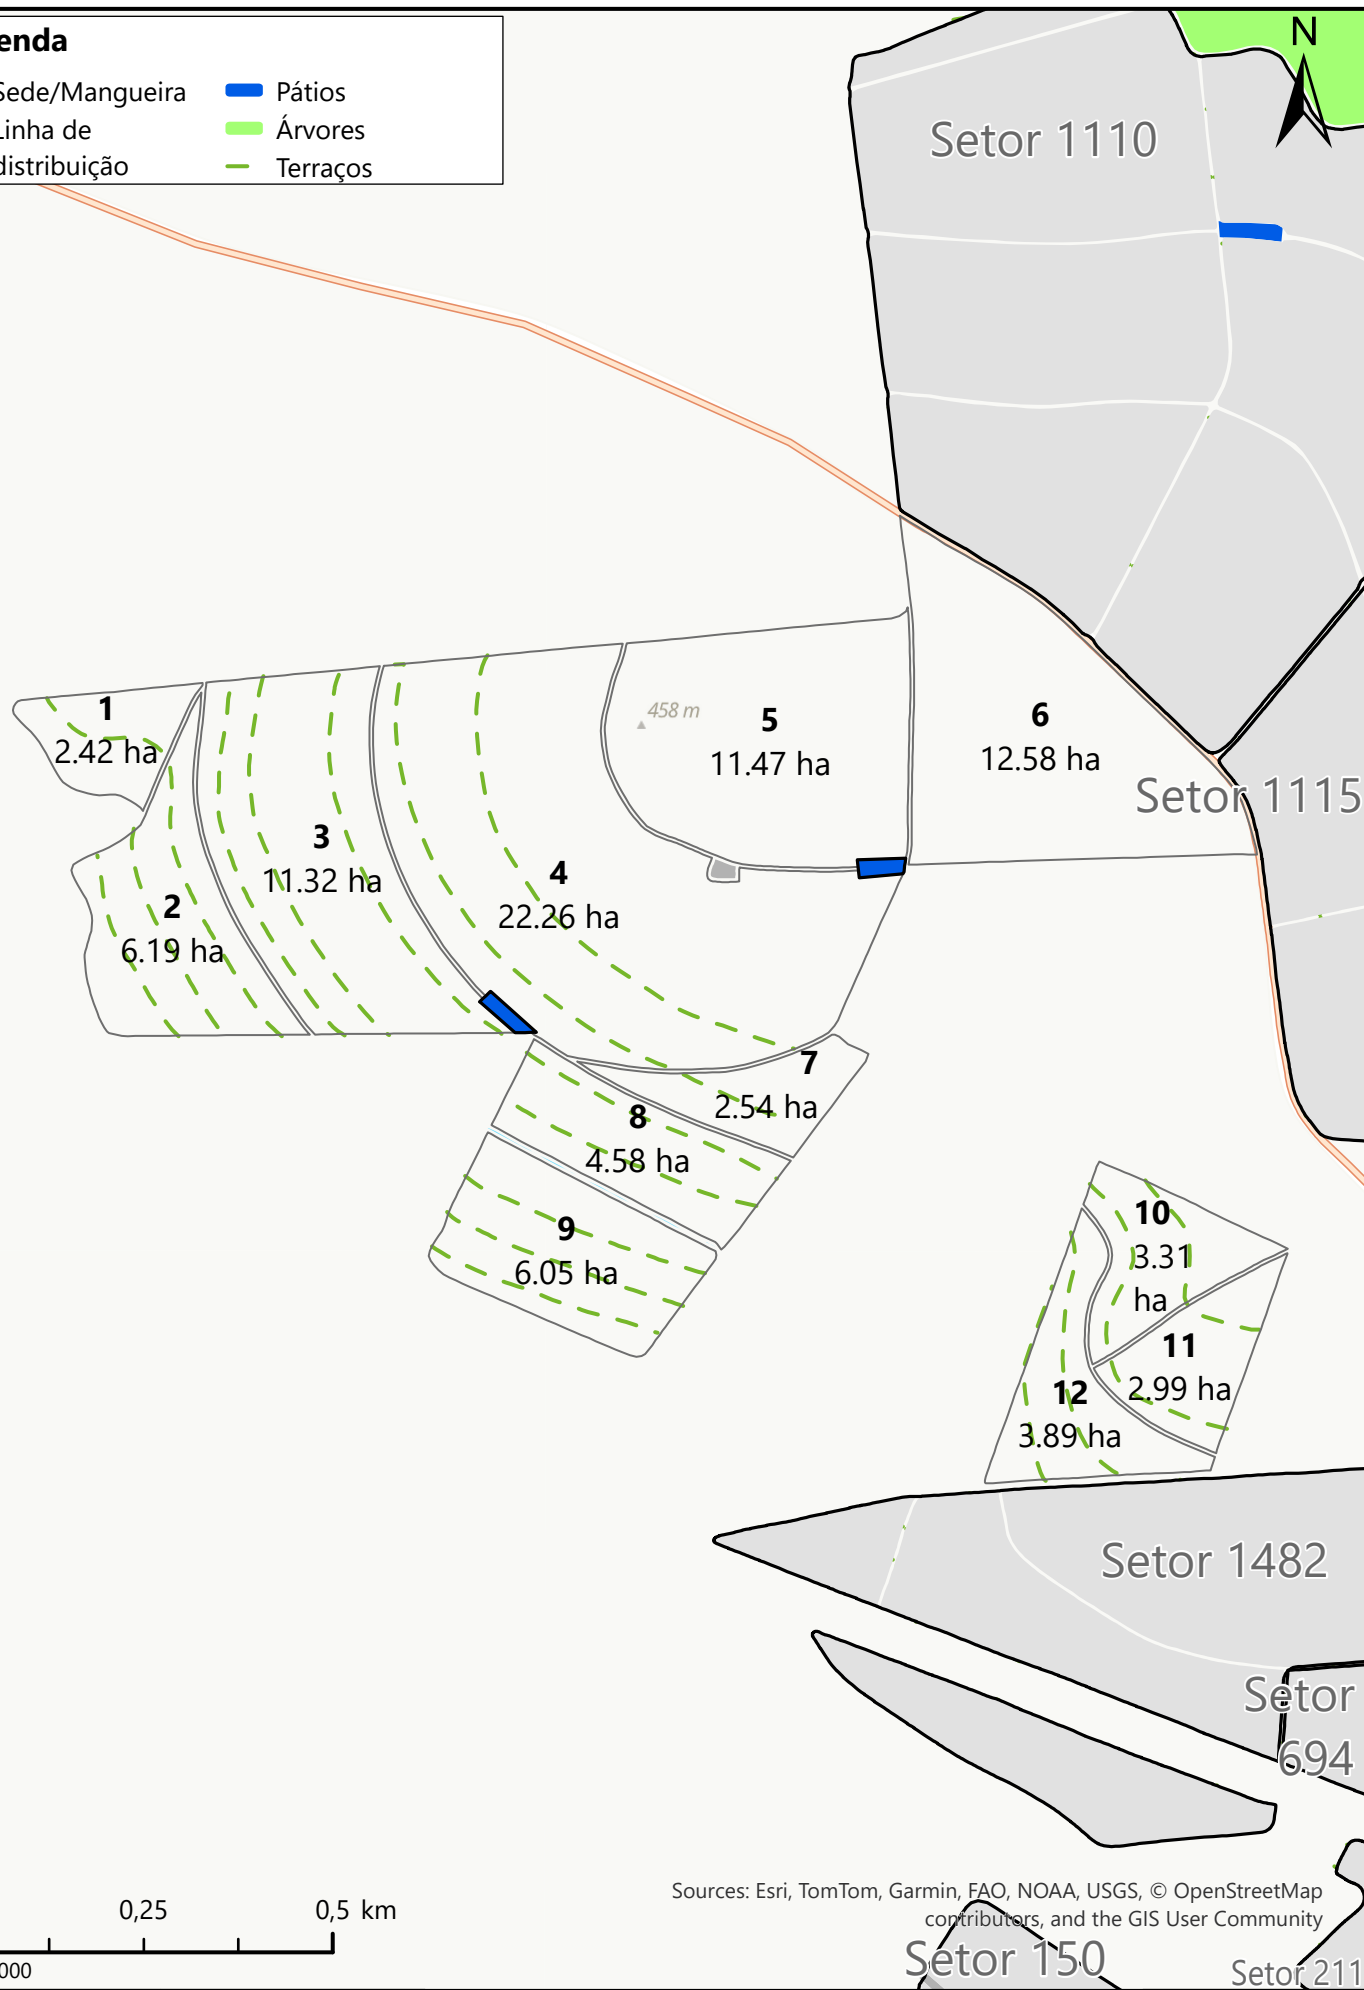 enda
Sede/Mangueira
Linha de
distribuição
Pátios
Árvores
Terraços
N
Setor 1110
458 m
1
2.42 ha
2
6.19 ha
3
11.32 ha
4
22.26 ha
5
11.47 ha
6
12.58 ha
Setor 1115
7
2.54 ha
8
4.58 ha
9
6.05 ha
10
3.31
ha
11
2.99 ha
12
3.89 ha
Setor 1482
Setor
694
Sources: Esri, TomTom, Garmin, FAO, NOAA, USGS, © OpenStreetMap
contributors, and the GIS User Community
0,25
0,5 km
000
Setor 150
Setor 211